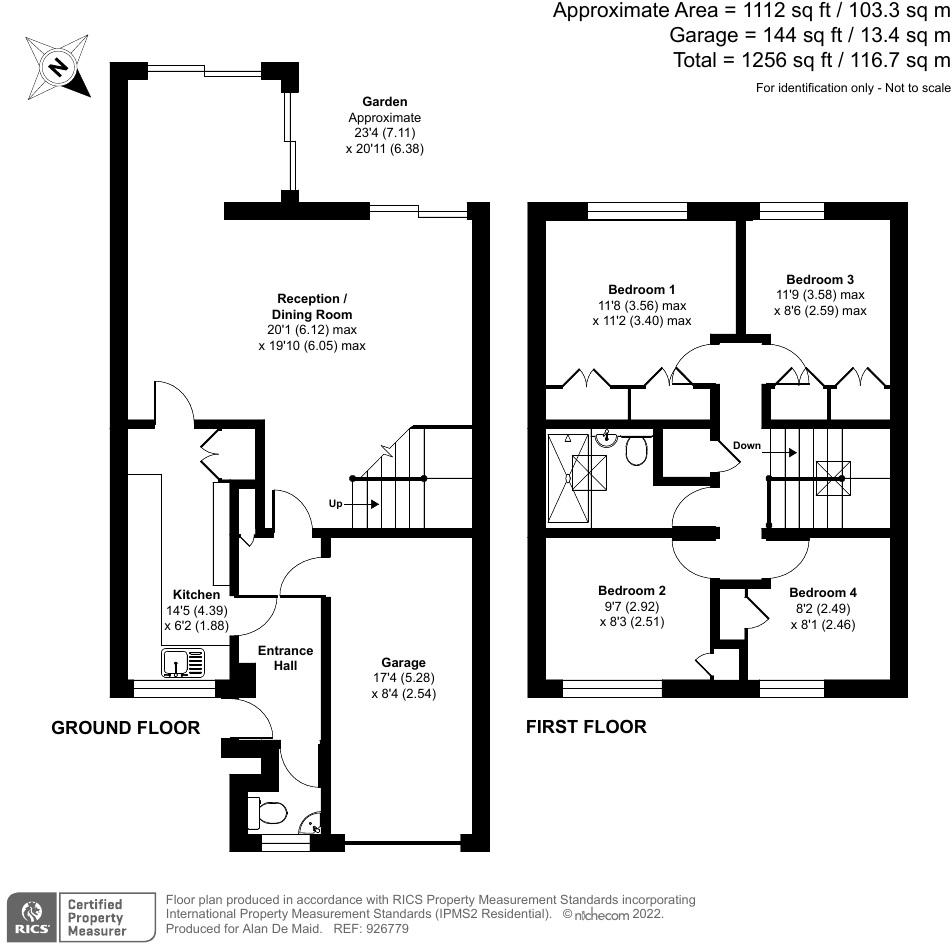 Approximate Area = 1112 sq ft / 103.3 sq m
Garage = 144 sq ft / 13.4 sq m
Total = 1256 sq ft / 116.7 sq m
For identification only - Not to scale
N
Garden
Approximate
23'4 (7.11)
x 20'11 (6.38)
Reception /
Dining Room
20'1 (6.12) max
x 19'10 (6.05) max
Up
Kitchen
14'5 (4.39)
x 6'2 (1.88)
Entrance
Hall
Garage
17'4 (5.28)
x 8'4 (2.54)
GROUND FLOOR
Bedroom 1
11'8 (3.56) max
x 11'2 (3.40) max
Bedroom 3
11'9 (3.58) max
x 8'6 (2.59) max
Down
Bedroom 2
9'7 (2.92)
x 8'3 (2.51)
Bedroom 4
8'2 (2.49)
x 8'1 (2.46)
FIRST FLOOR
RICS
Certified
Property
Measurer
Floor plan produced in accordance with RICS Property Measurement Standards incorporating
International Property Measurement Standards (IPMS2 Residential). © nichecom 2022.
Produced for Alan De Maid. REF: 926779